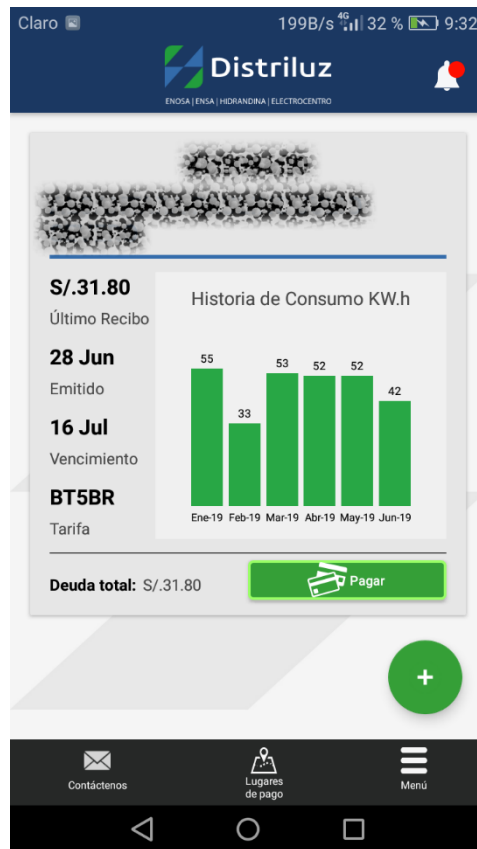 Claro 199B/s 4G 32 % 9:32
Distriluz
ENOSA | ENSA | HIDRANDINA | ELECTROCENTRO
S/.31.80
Último Recibo
28 Jun
Emitido
16 Jul
Vencimiento
BT5BR
Tarifa
Historia de Consumo KW.h
55 33 53 52 52 42
Ene-19 Feb-19 Mar-19 Abr-19 May-19 Jun-19
Deuda total: S/.31.80
Pagar
+
Contáctenos
Lugares
de pago
Menú